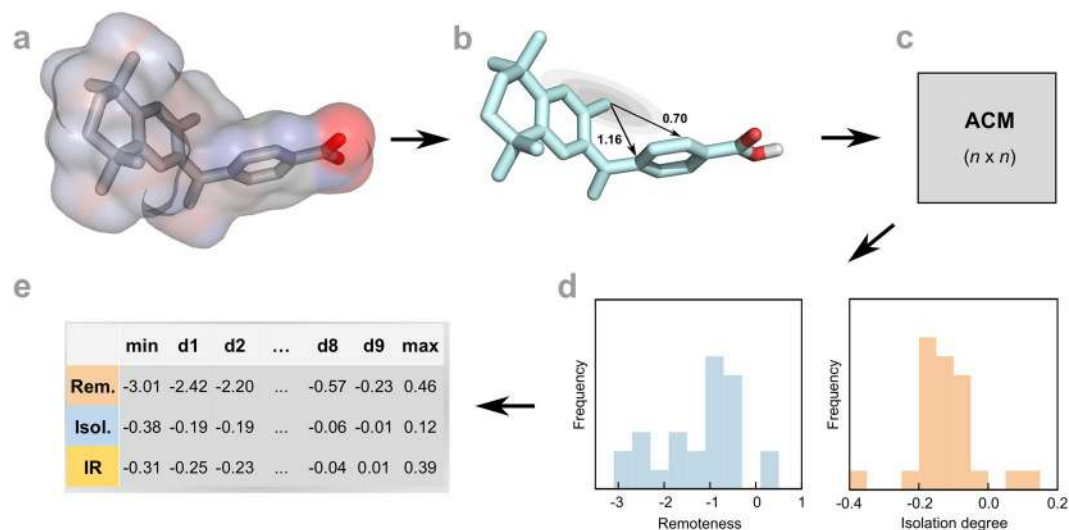 a
b
0.70
1.16
c
ACM
(n x n)
d
Frequency
-3
-2
-1
0
1
Remoteness
Frequency
-0.4
-0.2
0.0
0.2
Isolation degree
e
min d1 d2 ... d8 d9 max
Rem. -3.01 -2.42 -2.20 ... -0.57 -0.23 0.46
Isol. -0.38 -0.19 -0.19 ... -0.06 -0.01 0.12
IR -0.31 -0.25 -0.23 ... -0.04 0.01 0.39